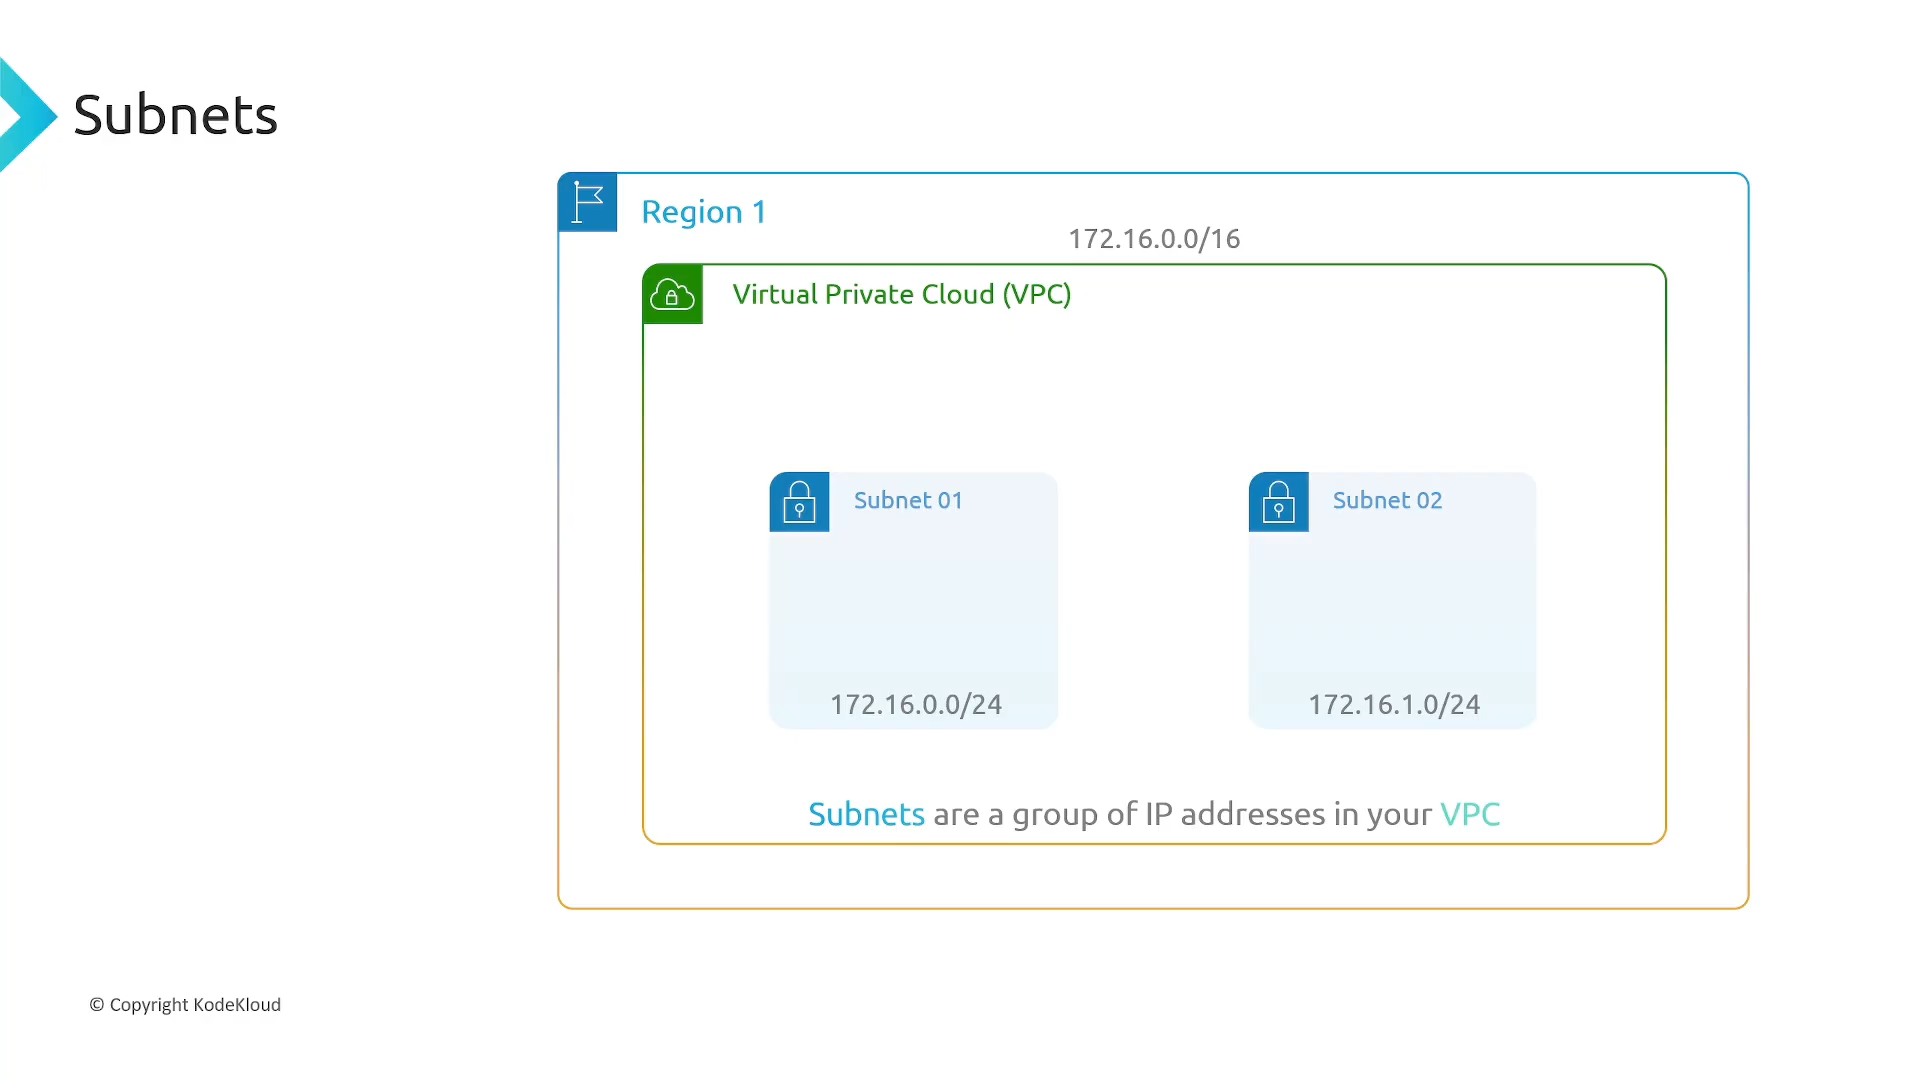 Subnets
Region 1
172.16.0.0/16
Virtual Private Cloud (VPC)
Subnet 01
Subnet 02
172.16.0.0/24
172.16.1.0/24
Subnets are a group of IP addresses in your VPC
© Copyright KodeKloud